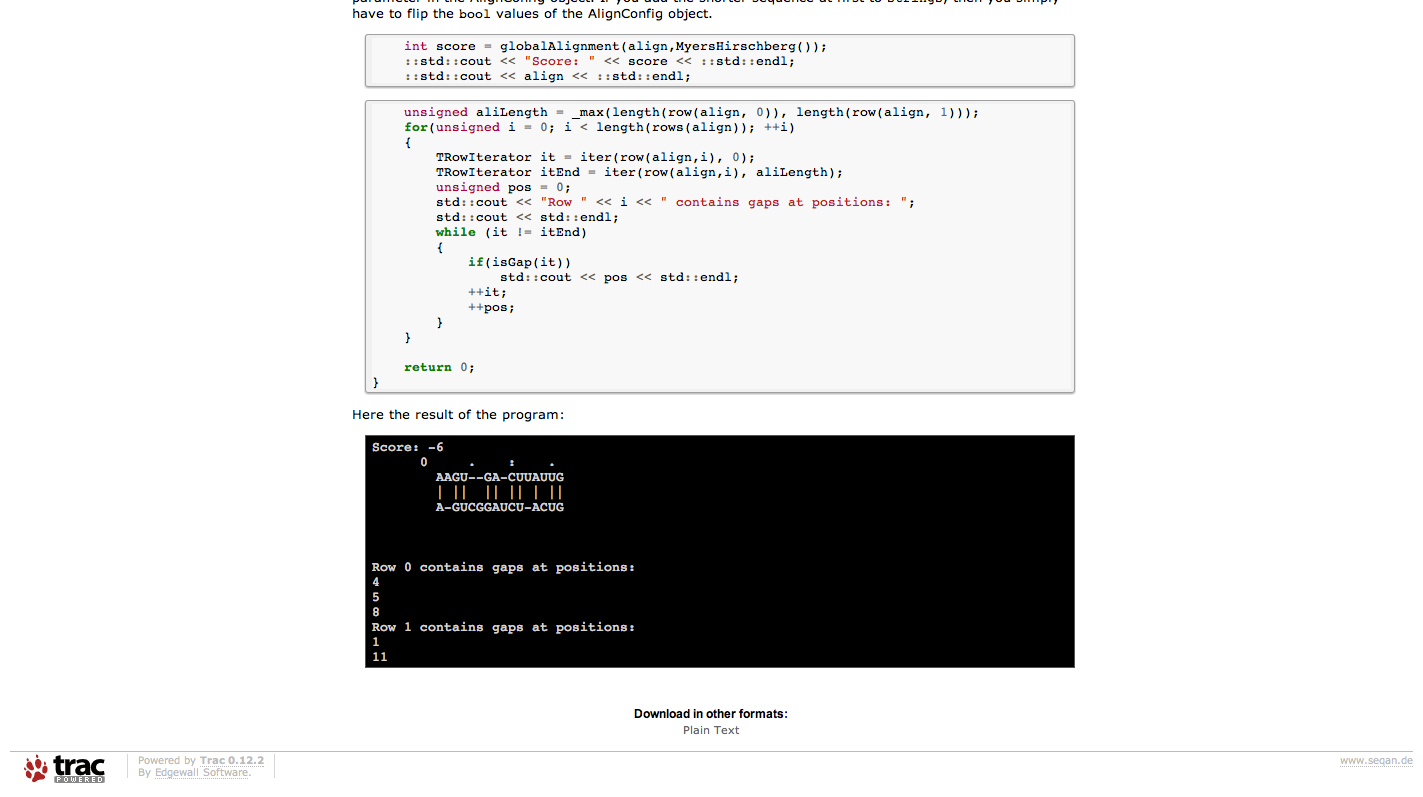 have to flip the bool values of the AlignConfig object.
int score = globalAlignment(align,MyersHirschberg());
::std::cout << "Score: " << score << ::std::endl;
::std::cout << align << ::std::endl;
unsigned aliLength = _max(length(row(align, 0)), length(row(align, 1)));
for(unsigned i = 0; i < length(rows(align)); ++i)
{
TRowIterator it = iter(row(align,i), 0);
TRowIterator itEnd = iter(row(align,i), aliLength);
unsigned pos = 0;
std::cout << "Row " << i << " contains gaps at positions: ";
std::cout << std::endl;
while (it != itEnd)
{
if(isGap(it))
std::cout << pos << std::endl;
++it;
++pos;
}
}
return 0;
}
Here the result of the program:
Score: -6
0     .    :    .
AAGU--GA-CUUAUUG
| ||  || || | ||
A-GUCGGAUCU-ACUG
Row 0 contains gaps at positions:
4
5
8
Row 1 contains gaps at positions:
1
11
Download in other formats:
Plain Text
trac POWERED
Powered by Trac 0.12.2
By Edgewall Software.
www.seqan.de